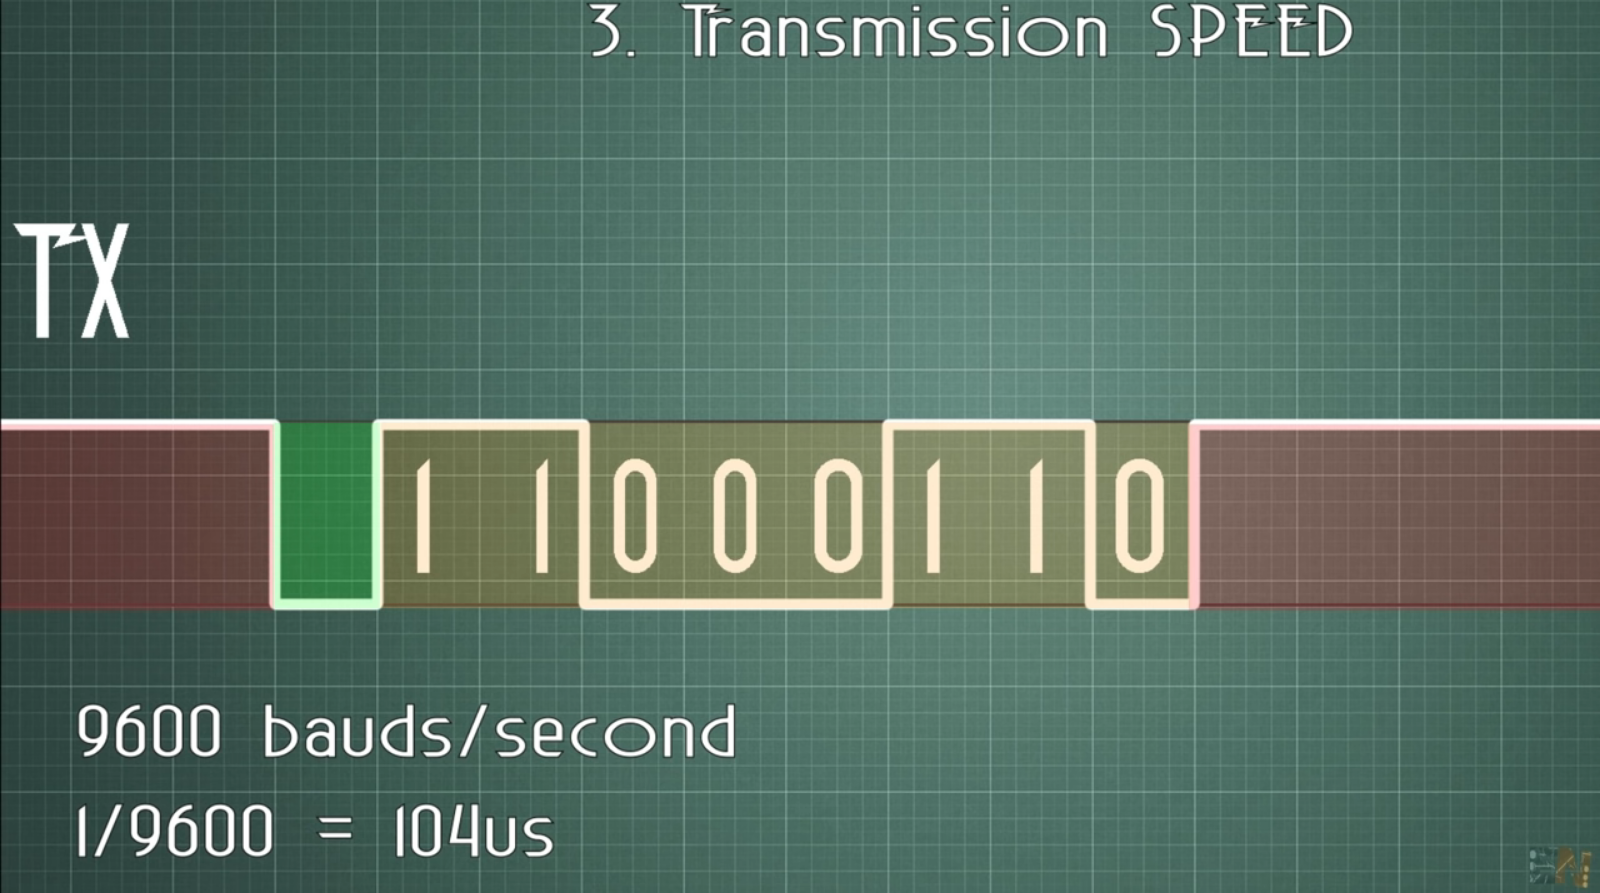 3. Transmission SPEED
TX
1 1 0 0 0 1 1 0
9600 bauds/second
1/9600 = 104us